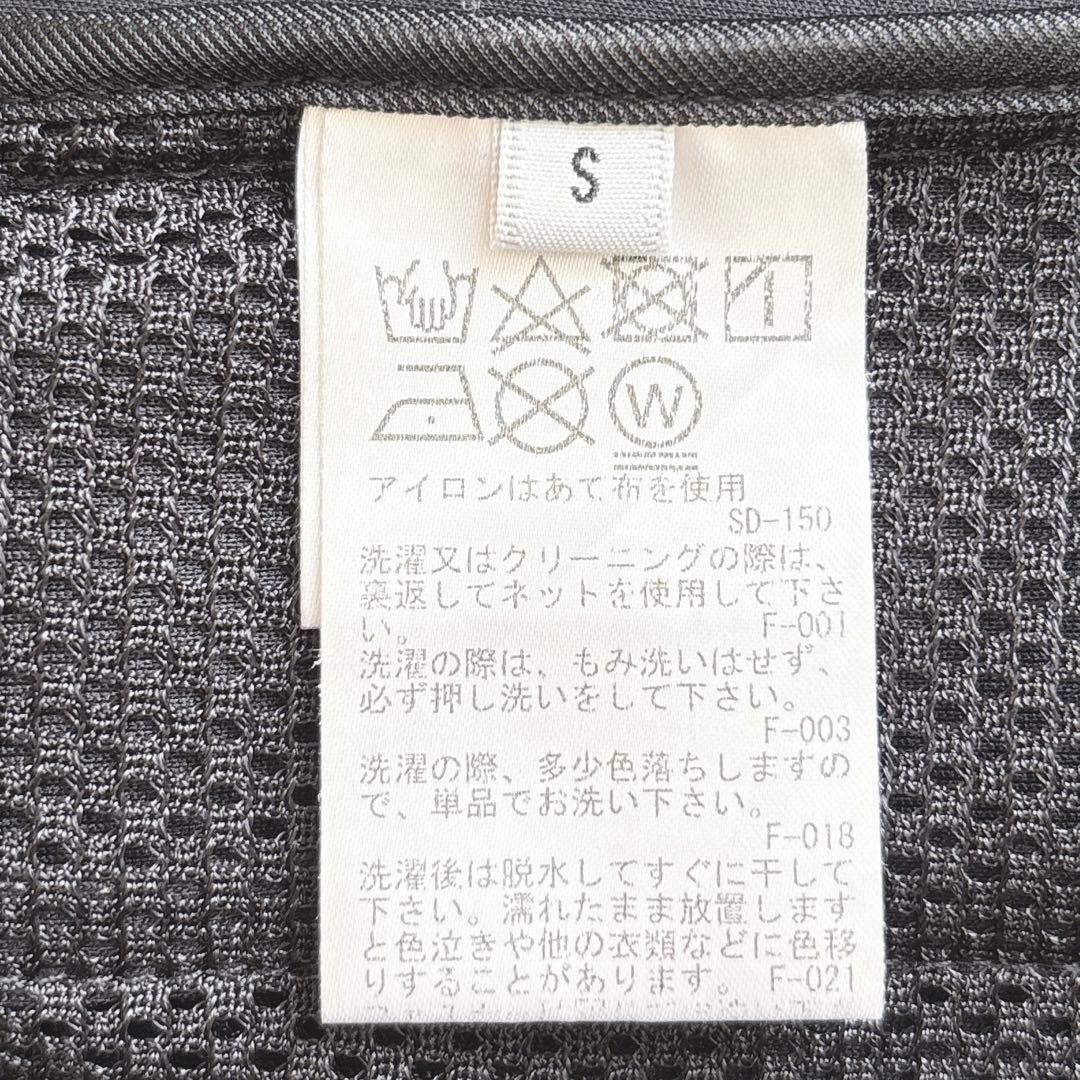 S
W
アイロンはあて布を使用
SD-150
洗濯又はクリーニングの際は、
裏返してネットを使用して下さ
い。 F-001
洗濯の際は、もみ洗いはせず、
必ず押し洗いをして下さい。
F-003
洗濯の際、多少色落ちしますの
で、単品でお洗い下さい。
F-018
洗濯後は脱水してすぐに干して
下さい。濡れたまま放置します
と色泣きや他の衣類などに色移
りすることがあります。 F-021